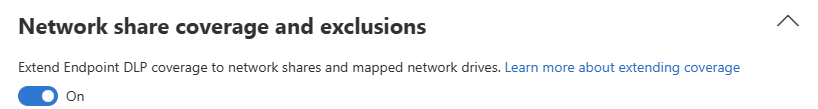 Network share coverage and exclusions
Extend Endpoint DLP coverage to network shares and mapped network drives. Learn more about extending coverage
On